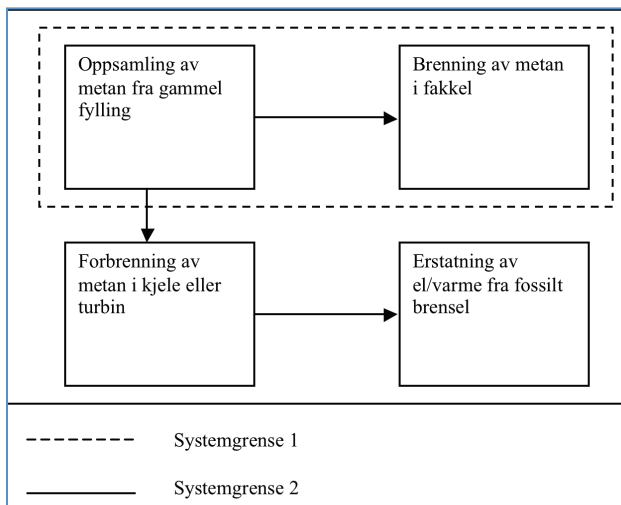 Oppsamling av
metan fra gammel
fylling
Brenning av metan
i fakkel
Forbrenning av
metan i kjele eller
turbin
Erstatning av
el/varme fra fossilt
brensel
Systemgrense 1
Systemgrense 2